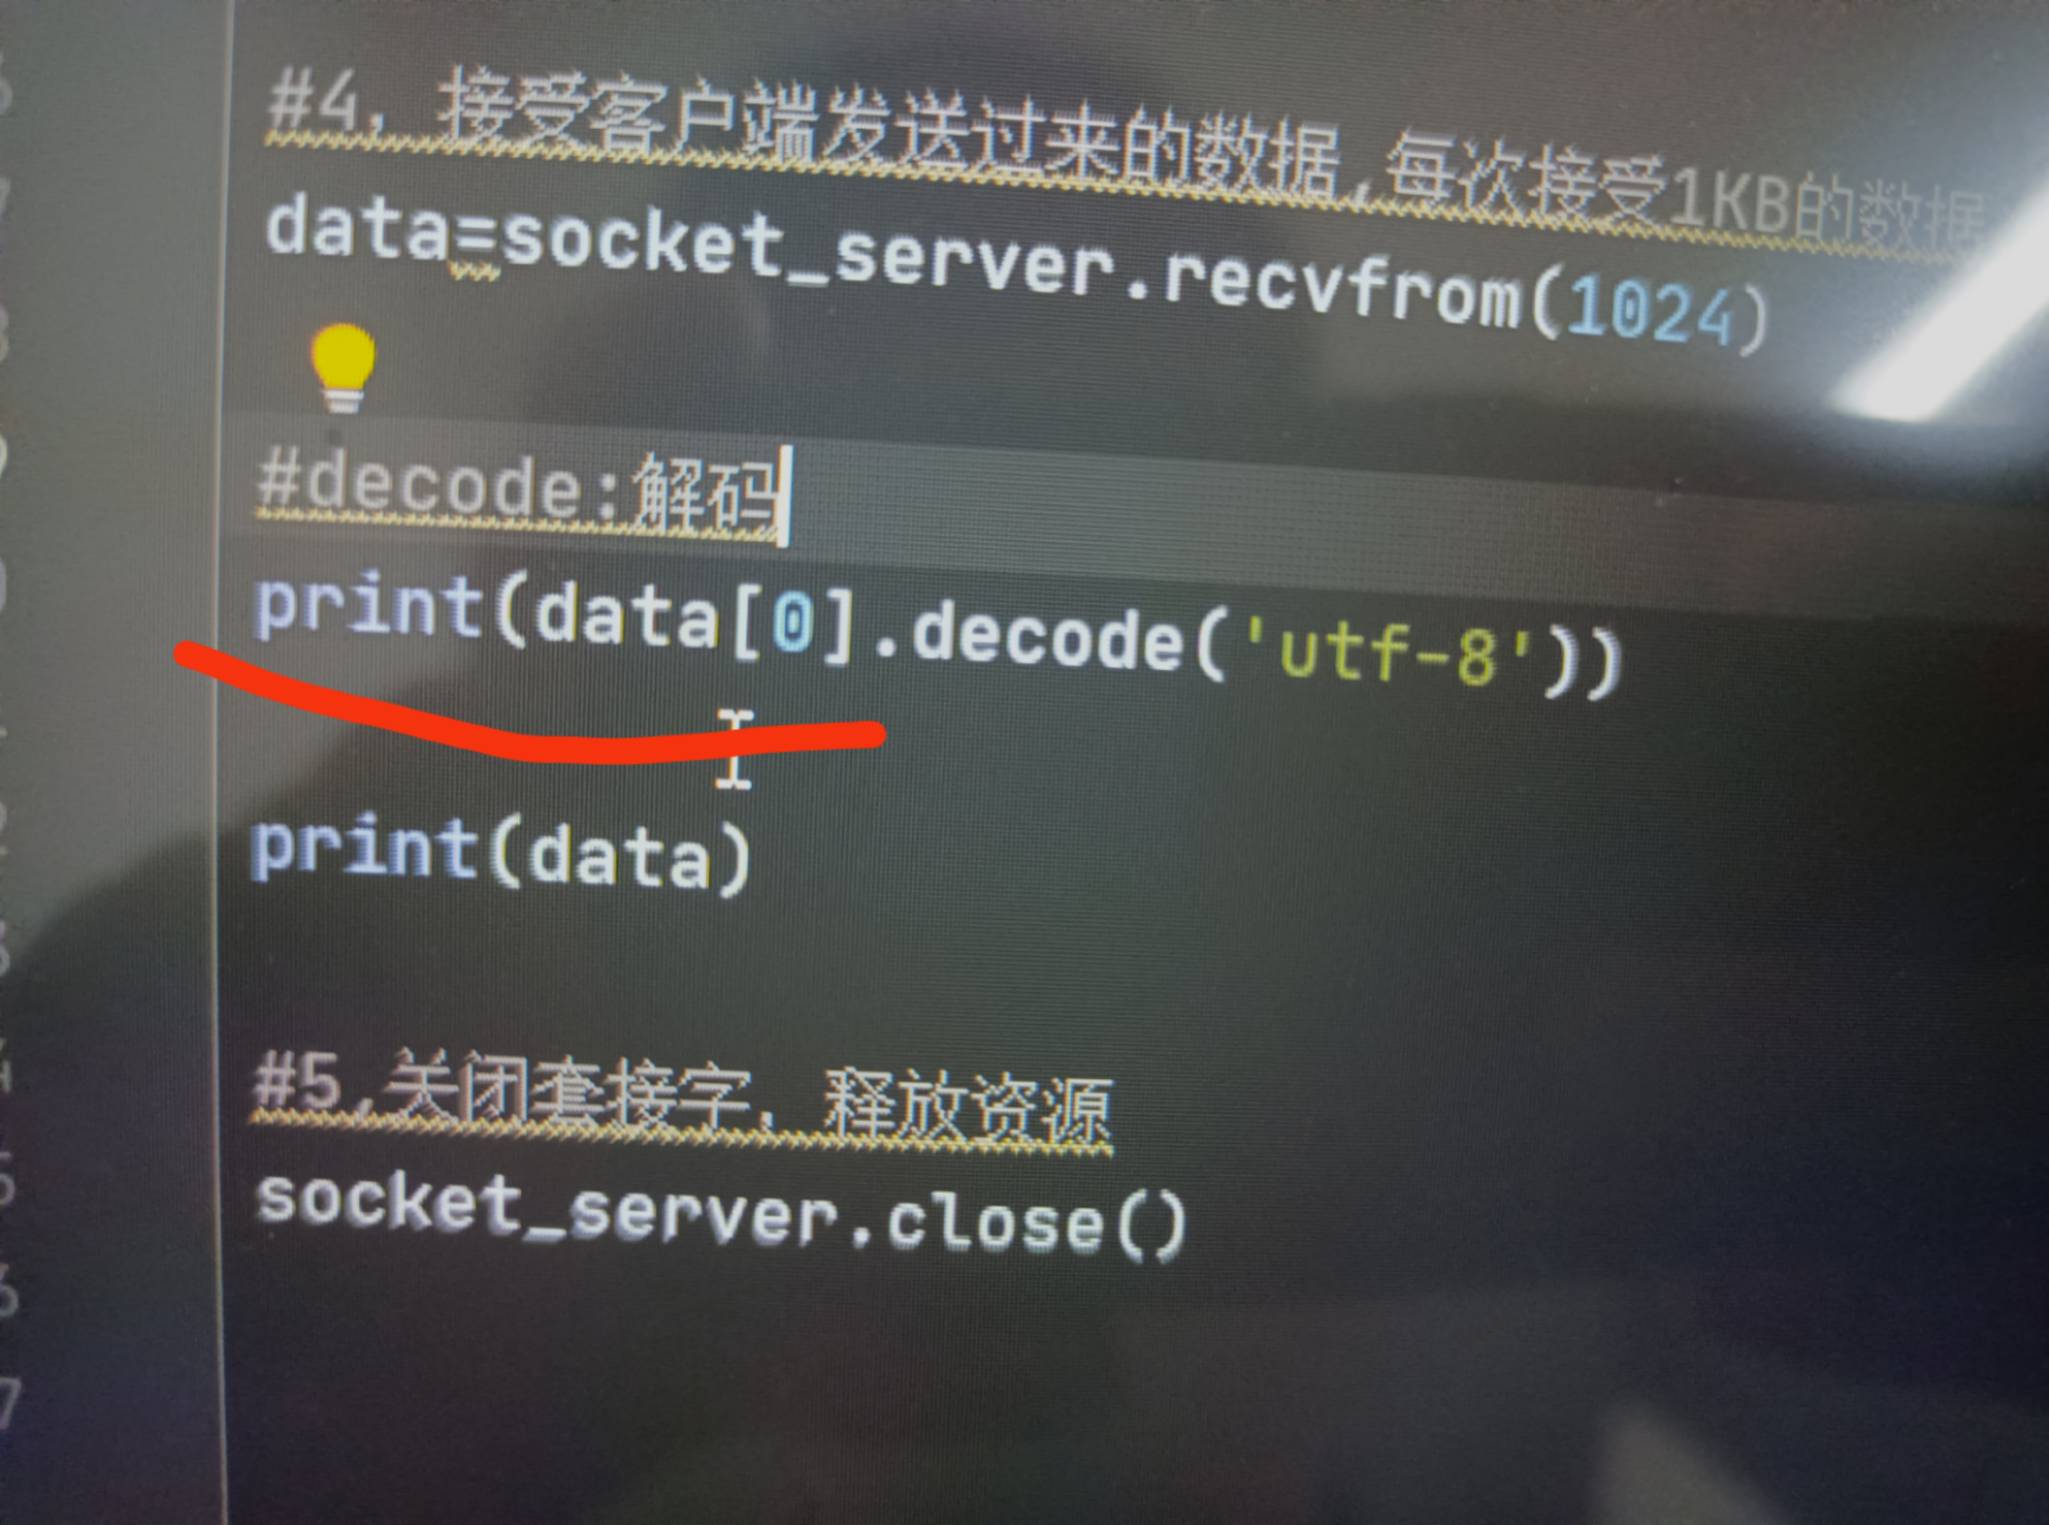 #4，接受客户端发送过来的数据,每次接受1KB的数据
data=socket_server.recvfrom(1024)
#decode:解码
print(data[0].decode('utf-8'))
print(data)
#5,关闭套接字，释放资源
socket_server.close()